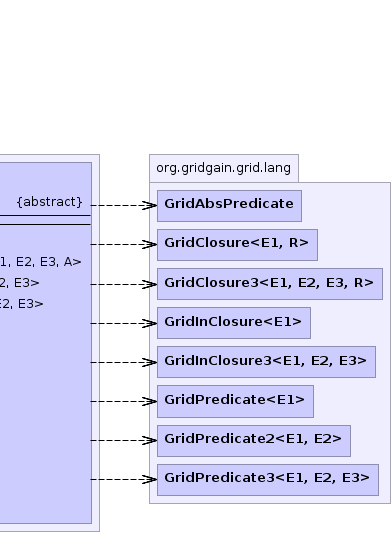 org.gridgain.grid.lang
{abstract}
GridAbsPredicate
GridClosure<E1, R>
1, E2, E3, A>
GridClosure3<E1, E2, E3, R>
2, E3>
E2, E3>
GridInClosure<E1>
GridInClosure3<E1, E2, E3>
GridPredicate<E1>
GridPredicate2<E1, E2>
GridPredicate3<E1, E2, E3>